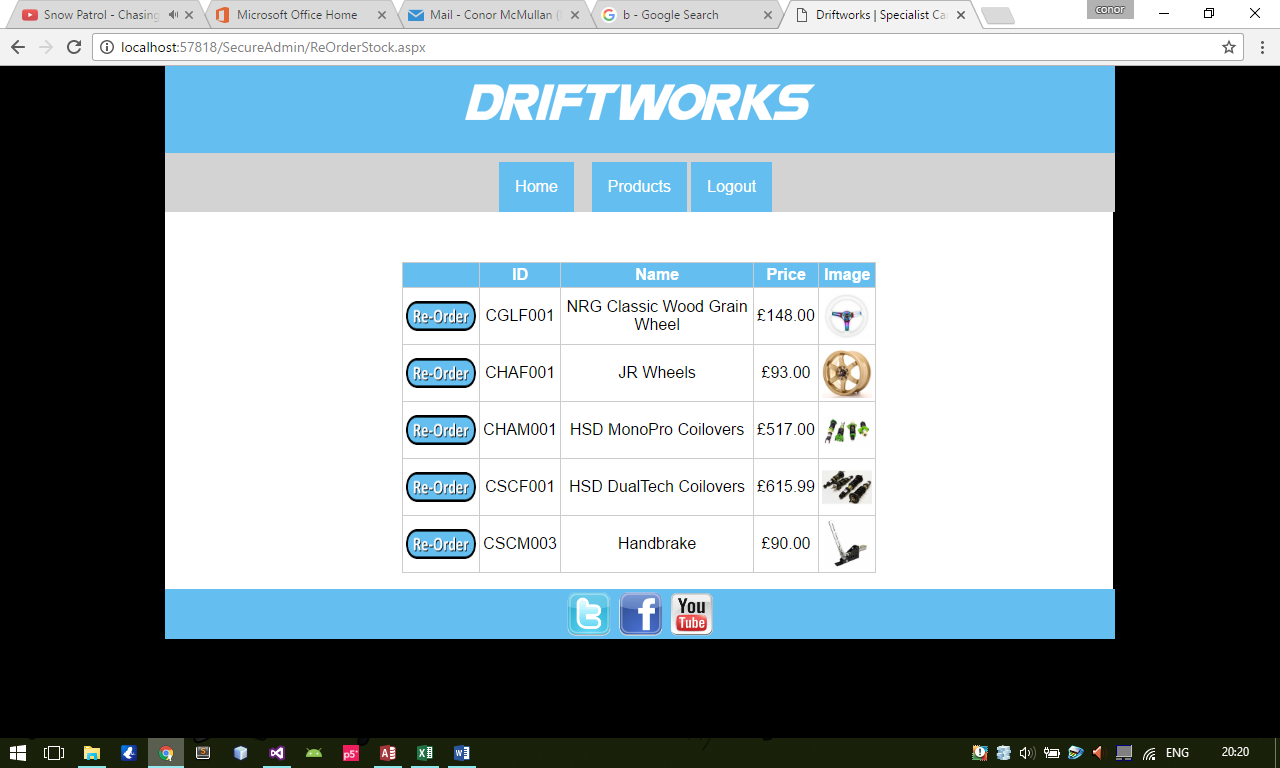 Snow Patrol - Chasing
Microsoft Office Home
Mail - Conor McMullan (
b - Google Search
Driftworks | Specialist Ca
conor
localhost:57818/SecureAdmin/ReOrderStock.aspx
DRIFTWORKS
Home Products Logout
ID Name Price Image
Re-Order CGLF001 NRG Classic Wood Grain Wheel £148.00
Re-Order CHAF001 JR Wheels £93.00
Re-Order CHAM001 HSD MonoPro Coilovers £517.00
Re-Order CSCF001 HSD DualTech Coilovers £615.99
Re-Order CSCM003 Handbrake £90.00
You
Tube
p5*
ENG
20:20